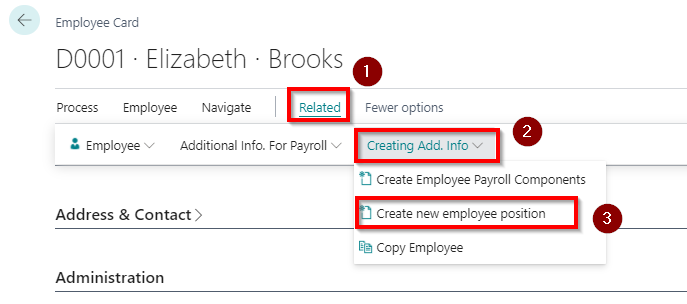 Employee Card
D0001 · Elizabeth · Brooks
1
Process Employee Navigate Related Fewer options
2
Employee Additional Info. For Payroll Creating Add. Info
Create Employee Payroll Components
Address & Contact
Create new employee position
3
Copy Employee
Administration